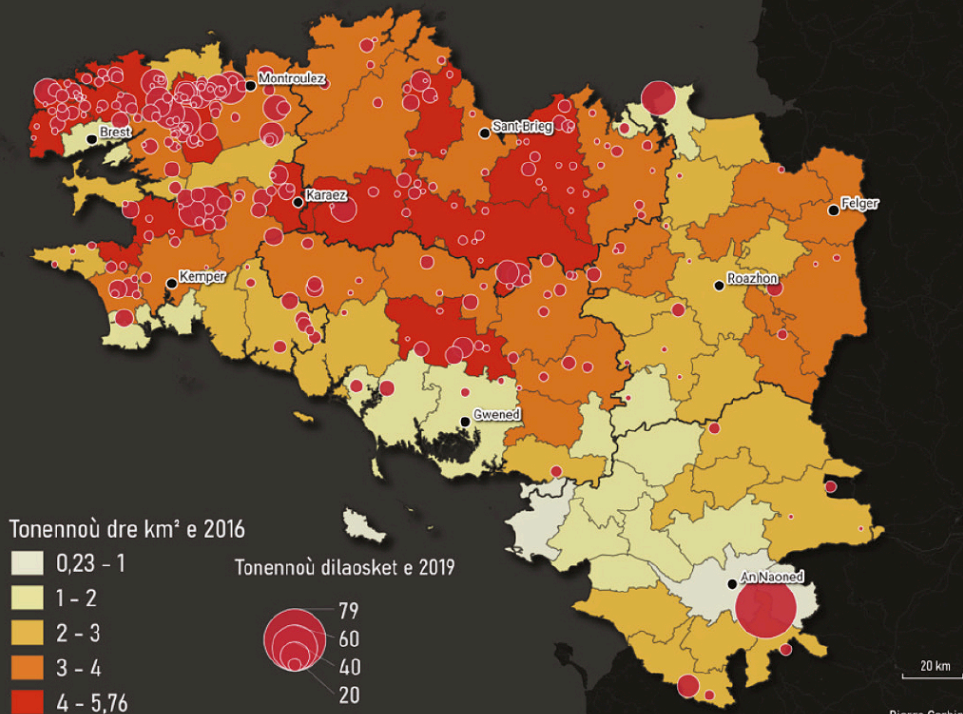 Montroulez
Brest
Sant-Brieg
Karaez
Felger
Kemper
Roazhon
Gwened
An Naoned
Tonennoù dre km² e 2016
0,23 - 1
1 - 2
2 - 3
3 - 4
4 - 5,76
Tonennoù dilaosket e 2019
79
60
40
20
20 km